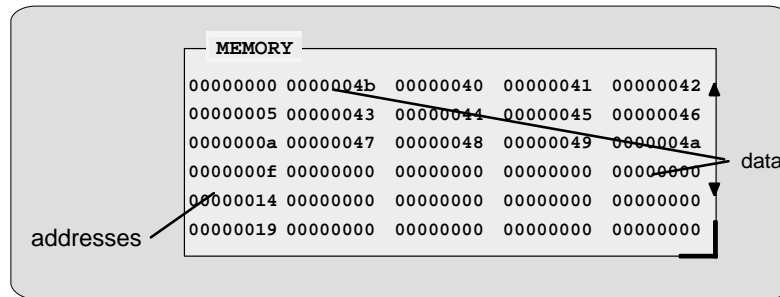 MEMORY
00000000 0000004b 00000040 00000041 00000042
00000005 00000043 00000044 00000045 00000046
0000000a 00000047 00000048 00000049 0000004a
0000000f 00000000 00000000 00000000 00000000
data
00000014 00000000 00000000 00000000 00000000
00000019 00000000 00000000 00000000 00000000
addresses